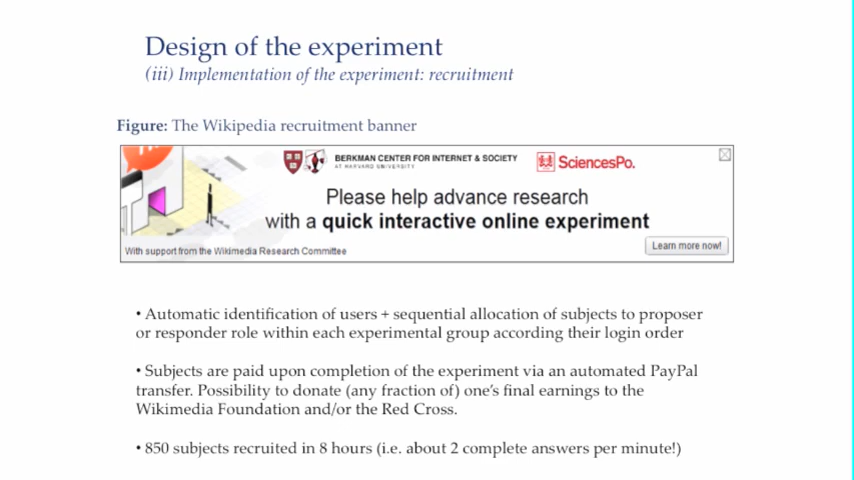 Design of the experiment
(iii) Implementation of the experiment: recruitment
Figure: The Wikipedia recruitment banner
BERKMAN CENTER FOR INTERNET & SOCIETY
AT HARVARD UNIVERSITY
SciencesPo.
Please help advance research
with a quick interactive online experiment
With support from the Wikimedia Research Committee
Learn more now!
• Automatic identification of users + sequential allocation of subjects to proposer
or responder role within each experimental group according their login order
• Subjects are paid upon completion of the experiment via an automated PayPal
transfer. Possibility to donate (any fraction of) one's final earnings to the
Wikimedia Foundation and/or the Red Cross.
• 850 subjects recruited in 8 hours (i.e. about 2 complete answers per minute!)